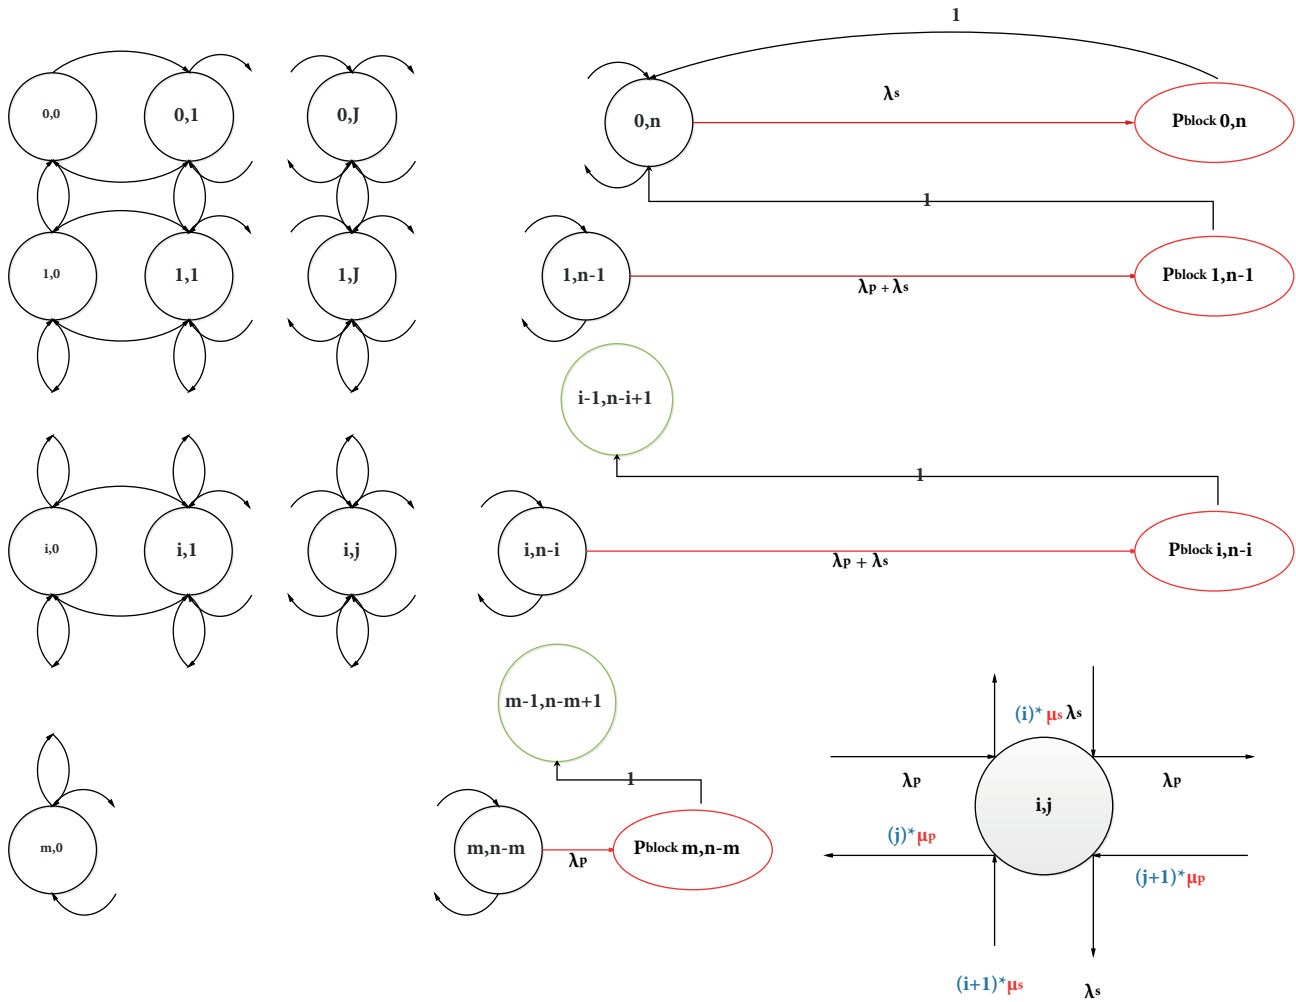 1
0,0
0,1
0,J
0,n
λs
Pblock 0,n
1
1,0
1,1
1,J
1,n-1
λp + λs
Pblock 1,n-1
i-1,n-i+1
1
i,0
i,1
i,j
i,n-i
λp + λs
Pblock i,n-i
m-1,n-m+1
1
m,0
m,n-m
λp
Pblock m,n-m
(i)*μs λs
λp
λp
i,j
(j)*μp
(j+1)*μp
(i+1)*μs
λs